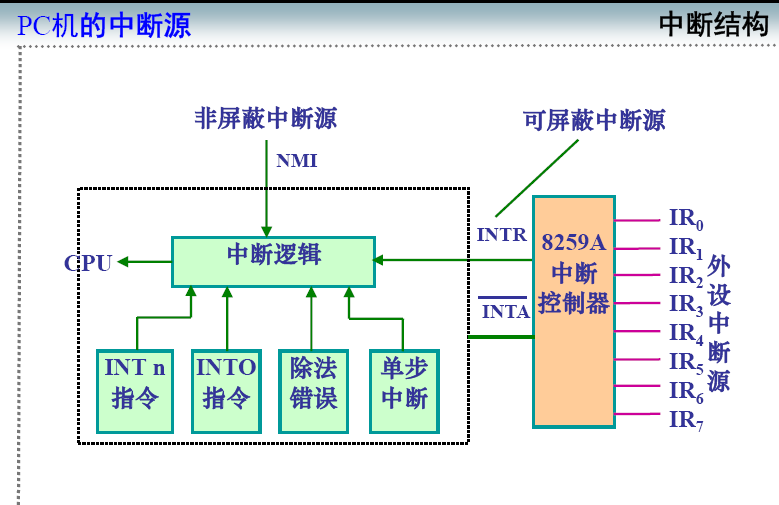 PC机的中断源
中断结构
非屏蔽中断源
可屏蔽中断源
NMI
INTR
CPU
中断逻辑
8259A
中断
控制器
INTA
INT n
指令
INTO
指令
除法
错误
单步
中断
IR0
IR1
IR2
IR3
IR4
IR5
IR6
IR7
外设中断源